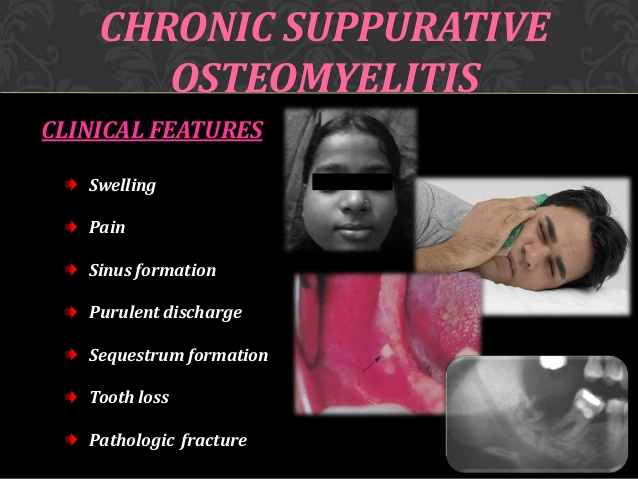 CHRONIC SUPPURATIVE
OSTEOMYELITIS
CLINICAL FEATURES
Swelling
Pain
Sinus formation
Purulent discharge
Sequestrum formation
Tooth loss
Pathologic fracture